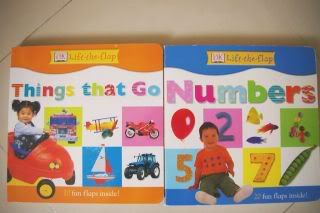 DK Lift-the-flap
Things that Go
fun flaps inside!
DK Lift-the-flap
Numbers
2
5
7
fun flaps inside!